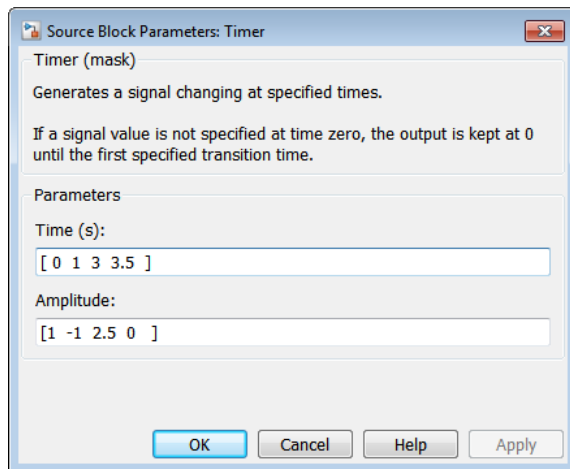 Source Block Parameters: Timer
Timer (mask)
Generates a signal changing at specified times.
If a signal value is not specified at time zero, the output is kept at 0
until the first specified transition time.
Parameters
Time (s):
[ 0 1 3 3.5 ]
Amplitude:
[1 -1 2.5 0 ]
OK Cancel Help Apply